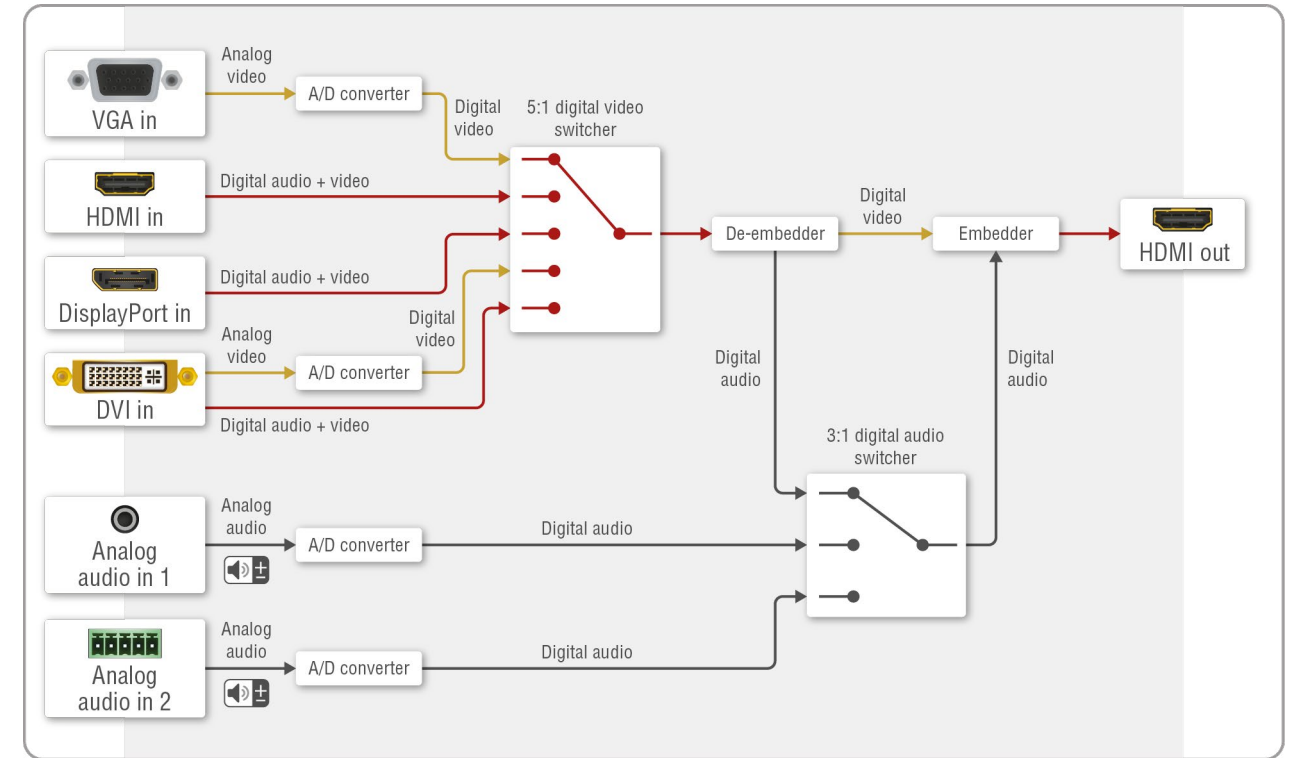 Analog
video
VGA in
A/D converter
Digital
video
5:1 digital video
switcher
HDMI in
Digital audio + video
DisplayPort in
Digital audio + video
DVI in
Analog
video
A/D converter
Digital
video
Digital audio + video
De-embedder
Digital
video
Embedder
HDMI out
Digital
audio
Digital
audio
3:1 digital audio
switcher
Analog
audio in 1
Analog
audio
A/D converter
Digital audio
Analog
audio in 2
Analog
audio
A/D converter
Digital audio